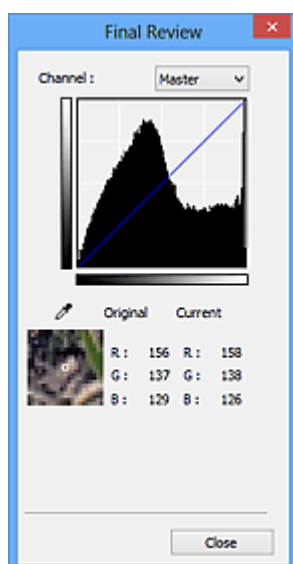 Final Review
Channel : Master
Original Current
R : 156 R : 158
G : 137 G : 138
B : 129 B : 126
Close